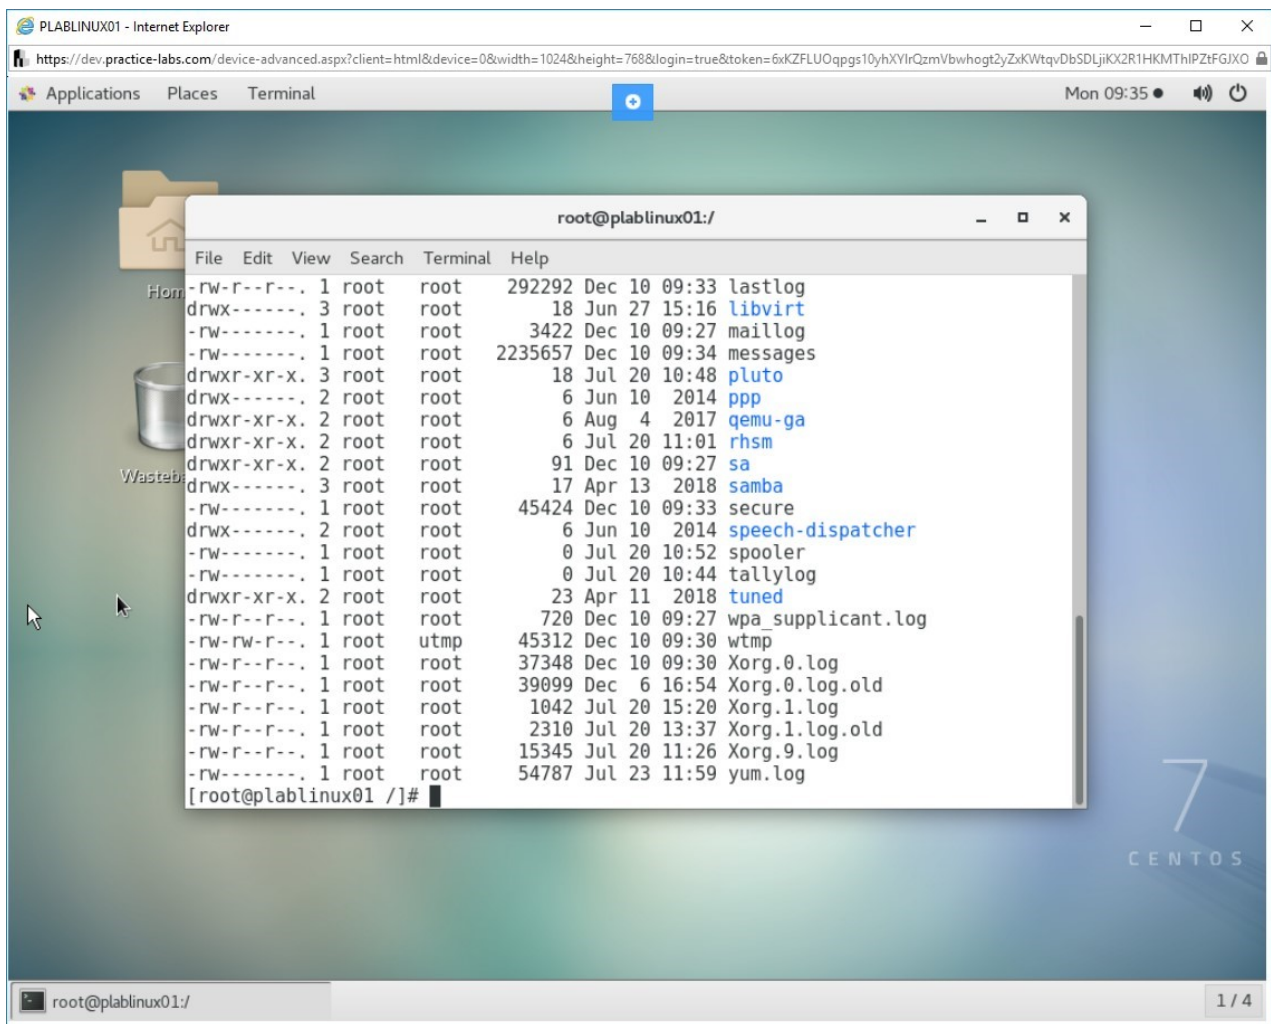 PLABLINUX01 - Internet Explorer
https://dev.practice-labs.com/device-advanced.aspx?client=html&device=0&width=1024&height=768&login=true&token=6xKZFLUOqpgs10yhXYlrQzmVbwhogt2yZxKWtqvDbSDLjiKX2R1HKMThIPZtFGJXO
Applications Places Terminal Mon 09:35
root@plablinux01:/
File Edit View Search Terminal Help
Hom
Wasteb
-rw-r--r--. 1 root root 292292 Dec 10 09:33 lastlog
drwx------. 3 root root 18 Jun 27 15:16 libvirt
-rw-------. 1 root root 3422 Dec 10 09:27 maillog
-rw-------. 1 root root 2235657 Dec 10 09:34 messages
drwxr-xr-x. 3 root root 18 Jul 20 10:48 pluto
drwx------. 2 root root 6 Jun 10 2014 ppp
drwxr-xr-x. 2 root root 6 Aug 4 2017 qemu-ga
drwxr-xr-x. 2 root root 6 Jul 20 11:01 rhsm
drwxr-xr-x. 2 root root 91 Dec 10 09:27 sa
drwx------. 3 root root 17 Apr 13 2018 samba
-rw-------. 1 root root 45424 Dec 10 09:33 secure
drwx------. 2 root root 6 Jun 10 2014 speech-dispatcher
-rw-------. 1 root root 0 Jul 20 10:52 spooler
-rw-------. 1 root root 0 Jul 20 10:44 tallylog
drwxr-xr-x. 2 root root 23 Apr 11 2018 tuned
-rw-r--r--. 1 root root 720 Dec 10 09:27 wpa_supplicant.log
-rw-rw-r--. 1 root utmp 45312 Dec 10 09:30 wtmp
-rw-r--r--. 1 root root 37348 Dec 10 09:30 Xorg.0.log
-rw-r--r--. 1 root root 39099 Dec 6 16:54 Xorg.0.log.old
-rw-r--r--. 1 root root 1042 Jul 20 15:20 Xorg.1.log
-rw-r--r--. 1 root root 2310 Jul 20 13:37 Xorg.1.log.old
-rw-r--r--. 1 root root 15345 Jul 20 11:26 Xorg.9.log
-rw-------. 1 root root 54787 Jul 23 11:59 yum.log
[root@plablinux01 /]#
7
CENTOS
root@plablinux01:/
1 / 4